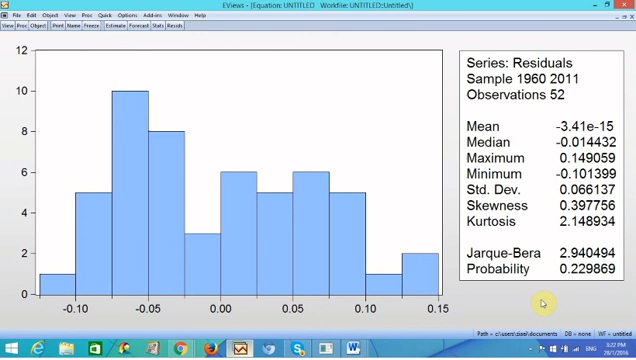 EViews - [Equation: UNTITLED   Workfile: UNTITLED::Untitled\]
File Edit Object View Proc Quick Options Add-ins Window Help
View Proc Object Print Name Freeze Estimate Forecast Stats Resids
12
10
8
6
4
2
0
-0.10 -0.05 0.00 0.05 0.10 0.15
Series: Residuals
Sample 1960 2011
Observations 52
Mean -3.41e-15
Median -0.014432
Maximum 0.149059
Minimum -0.101399
Std. Dev. 0.066137
Skewness 0.397756
Kurtosis 2.148934
Jarque-Bera 2.940494
Probability 0.229869
Path = c:\users\ziaei\documents DB = none WF = untitled
ENG 3:22 PM
28/1/2016